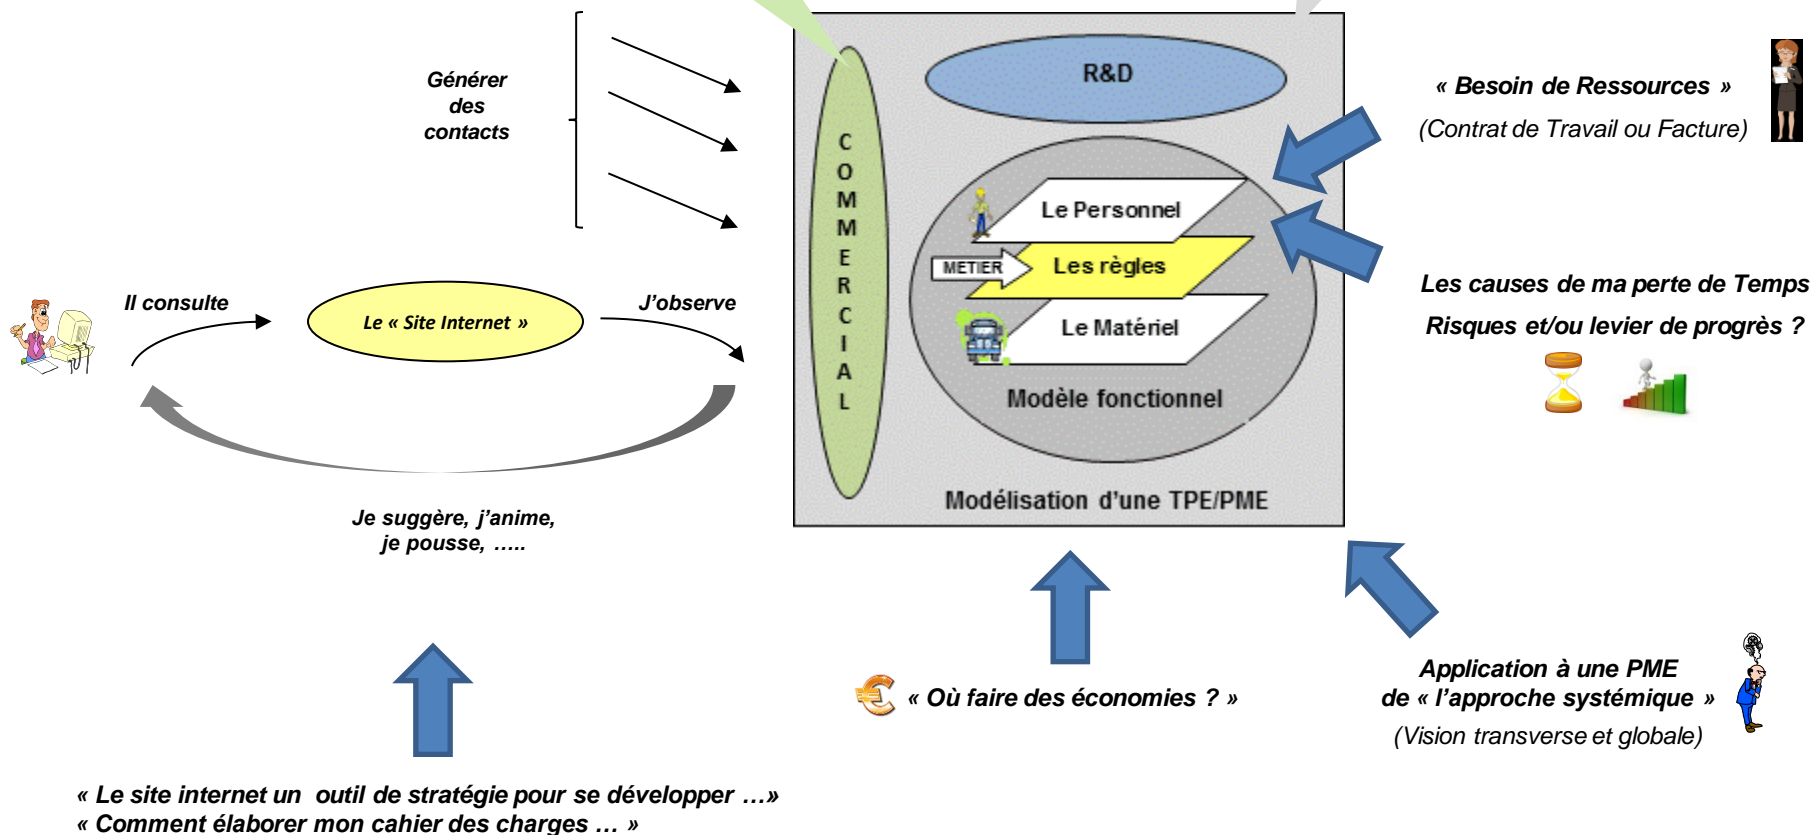 Générer
des
contacts
Il consulte
Le « Site Internet »
J’observe
Je suggère, j’anime,
je pousse, …..
COMMERCIAL
R&D
Le Personnel
METIER
Les règles
Le Matériel
Modèle fonctionnel
Modélisation d’une TPE/PME
« Besoin de Ressources »
(Contrat de Travail ou Facture)
Les causes de ma perte de Temps
Risques et/ou levier de progrès ?
« Où faire des économies ? »
Application à une PME
de « l’approche systémique »
(Vision transverse et globale)
« Le site internet un outil de stratégie pour se développer …»
« Comment élaborer mon cahier des charges … »